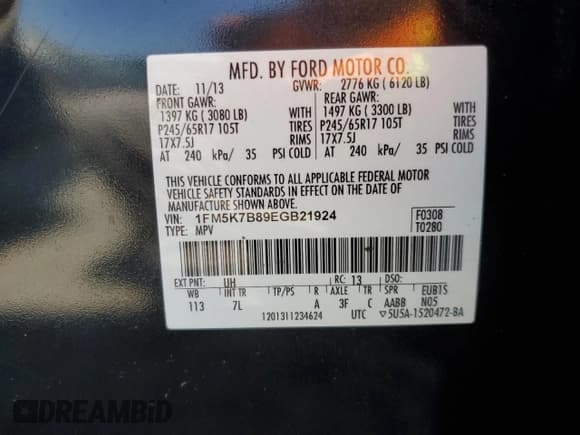 MFD. BY FORD MOTOR CO.
DATE: 11/13 GVWR: 2776 KG ( 6120 LB)
FRONT GAWR: REAR GAWR:
1397 KG ( 3080 LB) WITH 1497 KG ( 3300 LB) WITH
P245/65R17 105T TIRES P245/65R17 105T TIRES
17X7.5J RIMS 17X7.5J RIMS
AT 240 kPa/ 35 PSI COLD AT 240 kPa/ 35 PSI COLD
THIS VEHICLE CONFORMS TO ALL APPLICABLE FEDERAL MOTOR
VEHICLE SAFETY STANDARDS IN EFFECT ON THE DATE OF
MANUFACTURE SHOWN ABOVE.
VIN: 1FM5K7B89EGB21924 F0308
TYPE: MPV T0280
EXT PNT: UH RC: 13 DSO:
WB INT TR TP/PS R AXLE TR SPR EUBTS
113 7L A 3F C AABB N05
1201311234624 UTC ▽5U5A-1520472-BA
DREAMBID